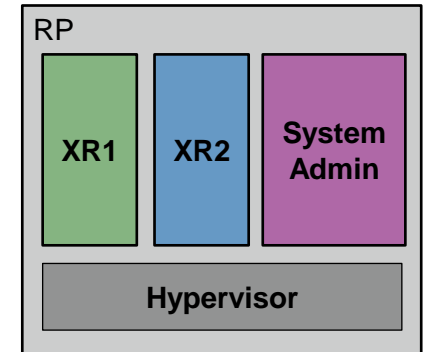 RP
XR1
XR2
System
Admin
Hypervisor